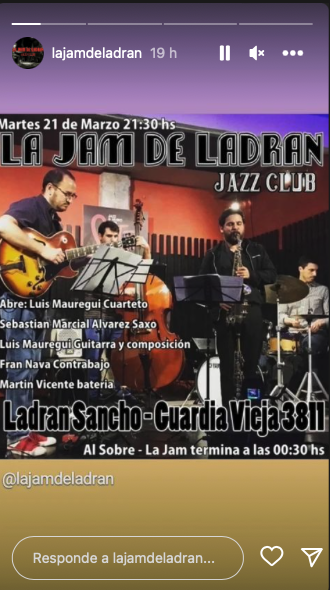 lajamdeladran 19 h
Martes 21 de Marzo 21:30 hs
LA JAM DE LADRAN
JAZZ CLUB
Abre: Luis Mauregui Cuarteto
Sebastian Marcial Alvarez Saxo
Luis Mauregui Guitarra y composición
Fran Nava Contrabajo
Martin Vicente bateria
Ladran Sancho - Guardia Vieja 3811
Al Sobre - La Jam termina a las 00:30 hs
@lajamdeladran
Responde a lajamdeladran...